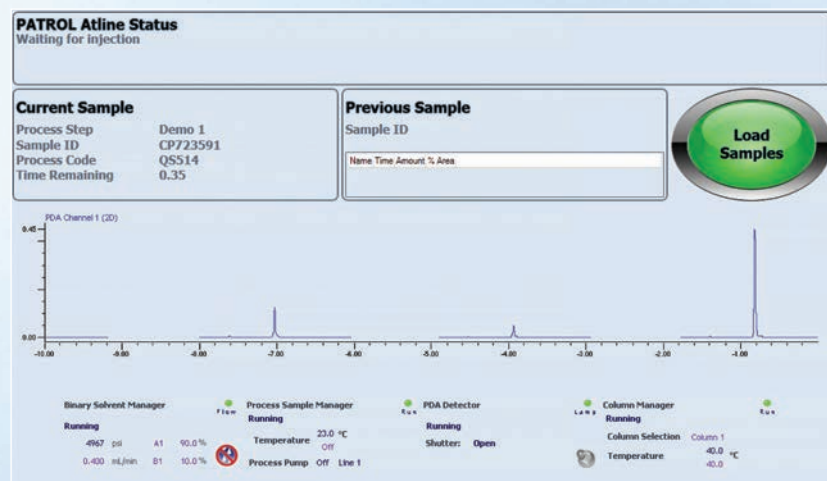 PATROL Atline Status
Waiting for injection
Current Sample
Process Step Demo 1
Sample ID CP723591
Process Code QS514
Time Remaining 0.35
Previous Sample
Sample ID
Name Time Amount % Area
Load
Samples
PDA Channel 1 (2D)
0.45
0.00
-10.00 -9.00 -8.00 -7.00 -6.00 -5.00 -4.00 -3.00 -2.00 -1.00
Binary Solvent Manager Flow
Running
4967 psi A1 90.0 %
0.400 mL/min B1 10.0 %
Process Sample Manager Run
Running
Temperature 23.0 °C
Off
Process Pump Off Line 1
PDA Detector Lamp
Running
Shutter: Open
Column Manager Run
Running
Column Selection Column 1
Temperature 40.0 °C
40.0